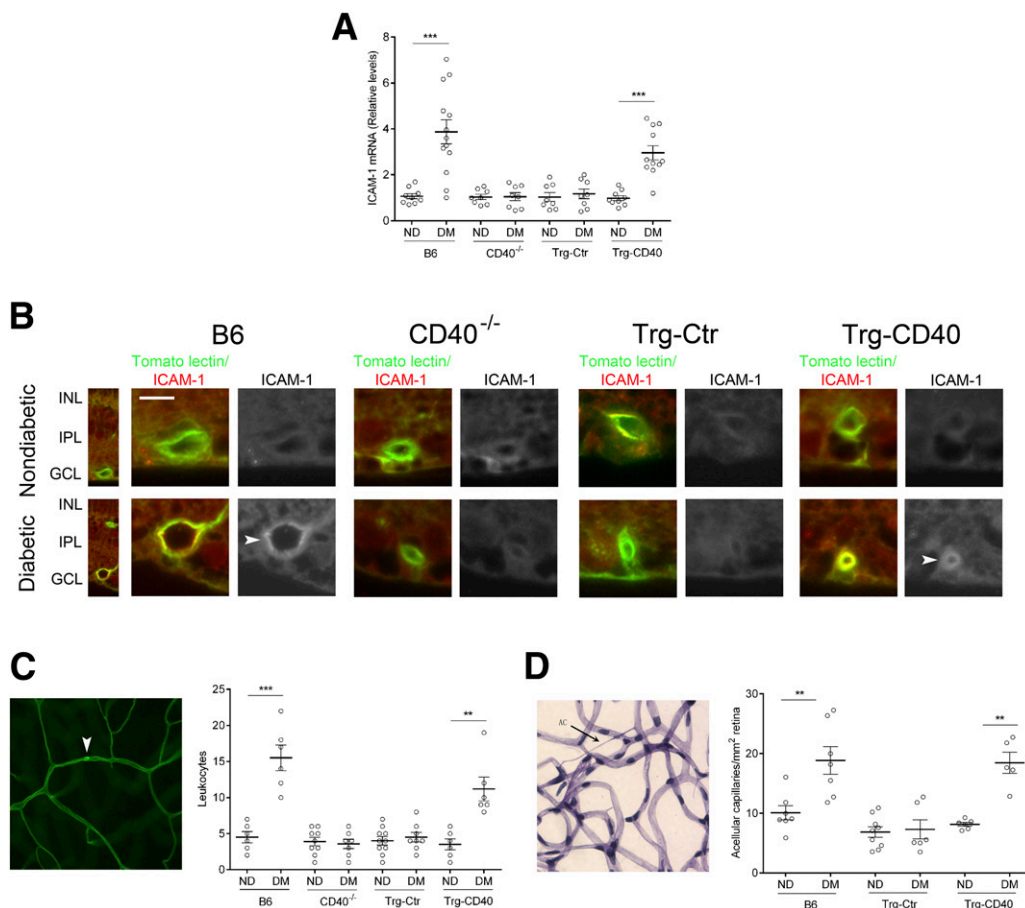 A
ICAM-1 mRNA (Relative levels)
8
6
4
2
0
***
***
ND DM ND DM ND DM ND DM
B6 CD40-/- Trg-Ctr Trg-CD40
B
B6 CD40-/- Trg-Ctr Trg-CD40
Tomato lectin/ Tomato lectin/ Tomato lectin/ Tomato lectin/
ICAM-1 ICAM-1 ICAM-1 ICAM-1 ICAM-1 ICAM-1 ICAM-1 ICAM-1
Nondiabetic
INL
IPL
GCL
Diabetic
INL
IPL
GCL
C
Leukocytes
25
20
15
10
5
0
***
**
ND DM ND DM ND DM ND DM
B6 CD40-/- Trg-Ctr Trg-CD40
D
AC
Acellular capillaries/mm2 retina
30
20
10
0
**
**
ND DM ND DM ND DM
B6 Trg-Ctr Trg-CD40